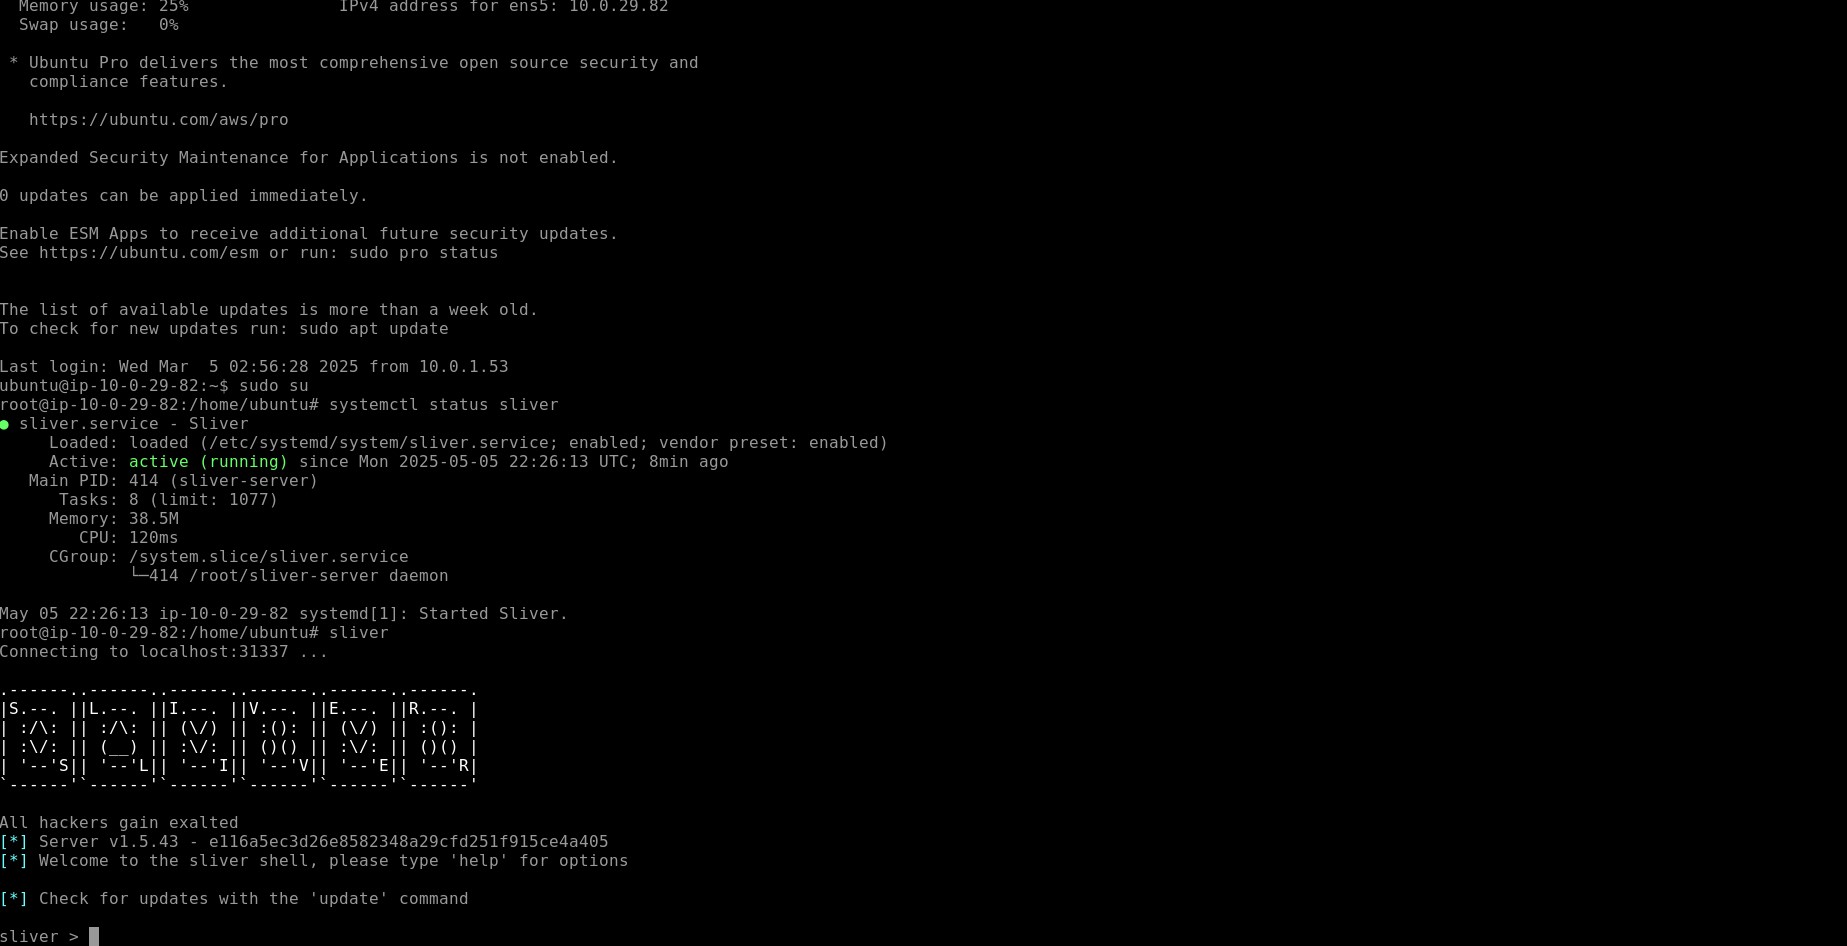 Memory usage: 25%               IPv4 address for ens5: 10.0.29.82
  Swap usage:   0%

 * Ubuntu Pro delivers the most comprehensive open source security and
   compliance features.

   https://ubuntu.com/aws/pro

Expanded Security Maintenance for Applications is not enabled.

0 updates can be applied immediately.

Enable ESM Apps to receive additional future security updates.
See https://ubuntu.com/esm or run: sudo pro status


The list of available updates is more than a week old.
To check for new updates run: sudo apt update

Last login: Wed Mar  5 02:56:28 2025 from 10.0.1.53
ubuntu@ip-10-0-29-82:~$ sudo su
root@ip-10-0-29-82:/home/ubuntu# systemctl status sliver
● sliver.service - Sliver
     Loaded: loaded (/etc/systemd/system/sliver.service; enabled; vendor preset: enabled)
     Active: active (running) since Mon 2025-05-05 22:26:13 UTC; 8min ago
   Main PID: 414 (sliver-server)
      Tasks: 8 (limit: 1077)
     Memory: 38.5M
        CPU: 120ms
     CGroup: /system.slice/sliver.service
             └─414 /root/sliver-server daemon

May 05 22:26:13 ip-10-0-29-82 systemd[1]: Started Sliver.
root@ip-10-0-29-82:/home/ubuntu# sliver
Connecting to localhost:31337 ...

.------..------..------..------..------..------.
|S.--. ||L.--. ||I.--. ||V.--. ||E.--. ||R.--. |
| :/\: || :/\: || (\/) || :(): || (\/) || :(): |
| :\/: || (__) || :\/: || ()() || :\/: || ()() |
| '--'S|| '--'L|| '--'I|| '--'V|| '--'E|| '--'R|
`------'`------'`------'`------'`------'`------'

All hackers gain exalted
[*] Server v1.5.43 - e116a5ec3d26e8582348a29cfd251f915ce4a405
[*] Welcome to the sliver shell, please type 'help' for options

[*] Check for updates with the 'update' command

sliver >